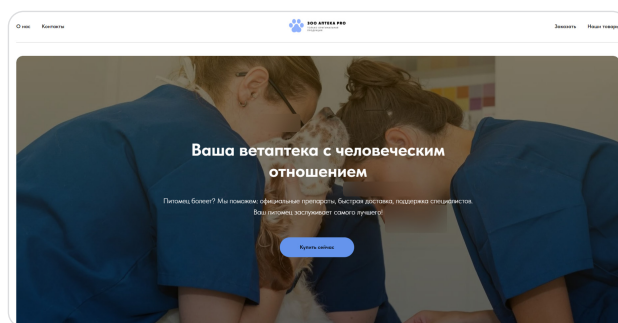 О нас Контакты
ZOO АПТЕКА PRO
Заказать Наши товары
Ваша ветаптека с человеческим
отношением
Питомец болеет? Мы поможем: официальные препараты, быстрая доставка, поддержка специалистов.
Ваш питомец заслуживает самого лучшего!
Купить сейчас